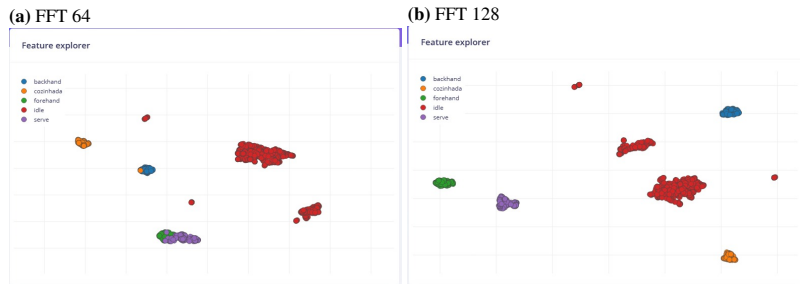 (a) FFT 64
Feature explorer
backhand
cozinhada
forehand
idle
serve
(b) FFT 128
Feature explorer
backhand
cozinhada
forehand
idle
serve